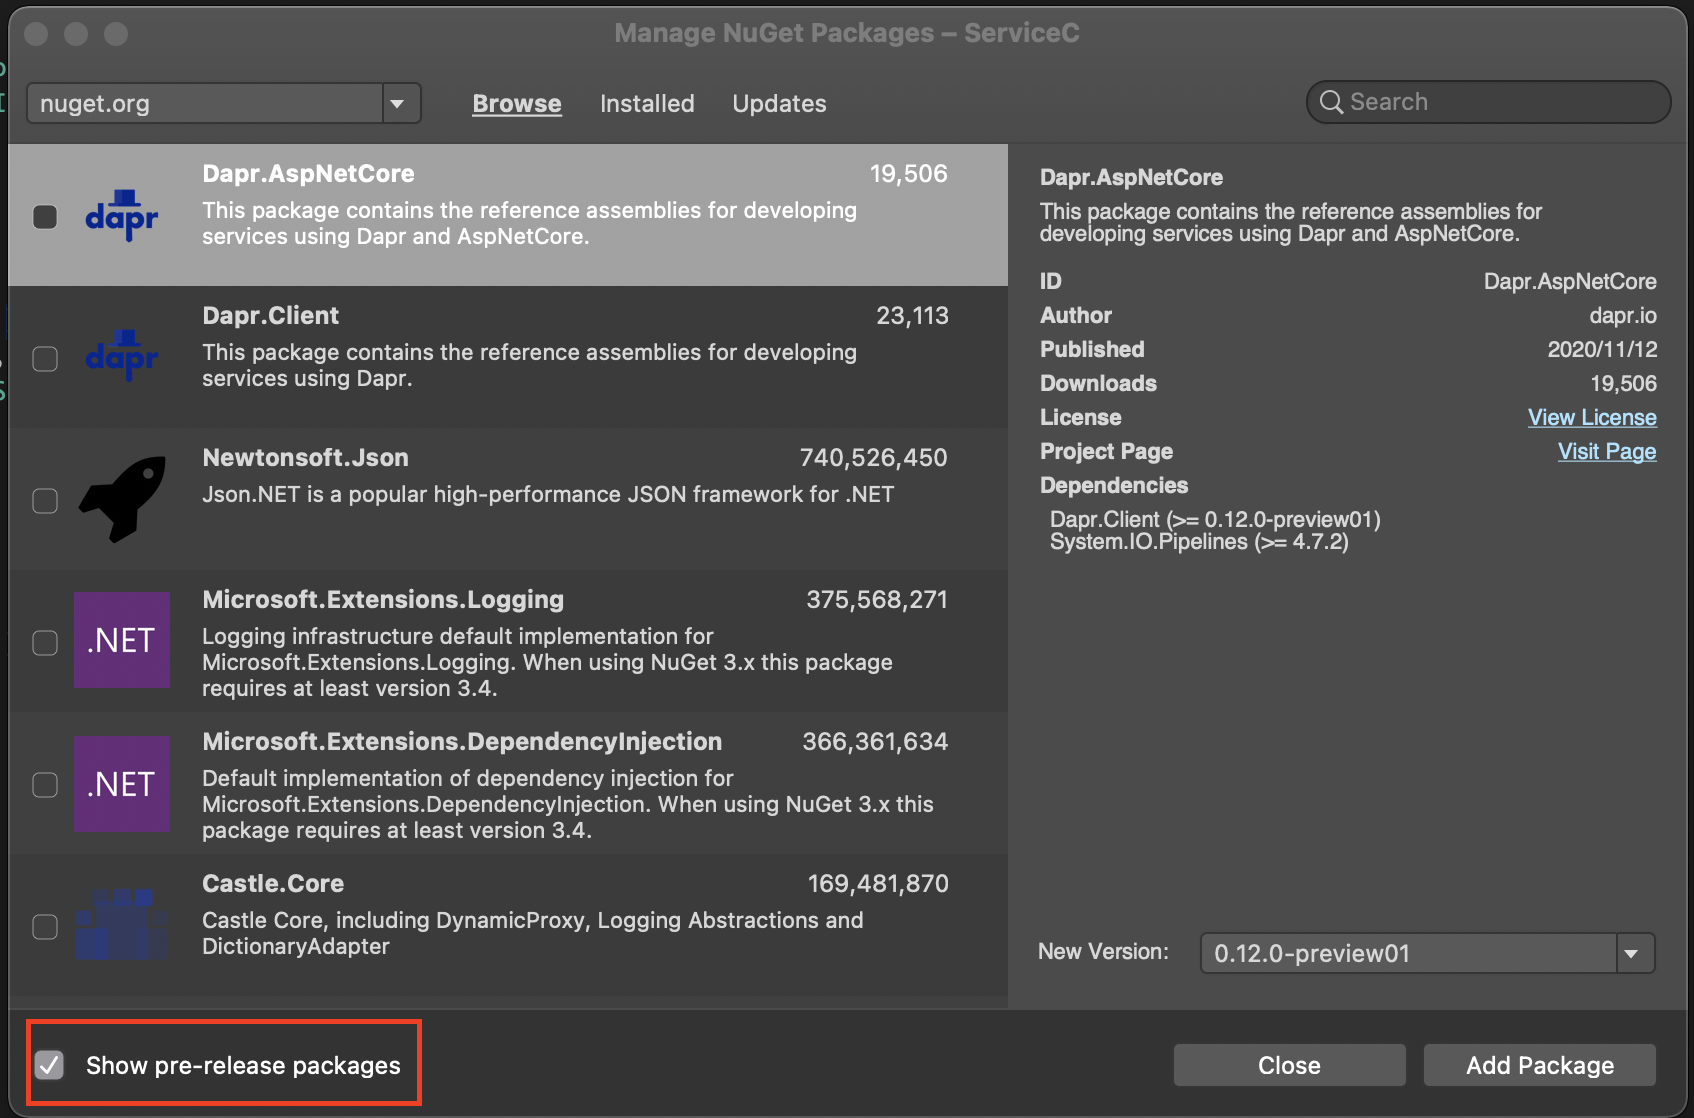 Manage NuGet Packages – ServiceC
nuget.org
Browse
Installed
Updates
Search
dapr
Dapr.AspNetCore
19,506
This package contains the reference assemblies for developing
services using Dapr and AspNetCore.
dapr
Dapr.Client
23,113
This package contains the reference assemblies for developing
services using Dapr.
Newtonsoft.Json
740,526,450
Json.NET is a popular high-performance JSON framework for .NET
.NET
Microsoft.Extensions.Logging
375,568,271
Logging infrastructure default implementation for
Microsoft.Extensions.Logging. When using NuGet 3.x this package
requires at least version 3.4.
.NET
Microsoft.Extensions.DependencyInjection
366,361,634
Default implementation of dependency injection for
Microsoft.Extensions.DependencyInjection. When using NuGet 3.x this
package requires at least version 3.4.
Castle.Core
169,481,870
Castle Core, including DynamicProxy, Logging Abstractions and
DictionaryAdapter
Dapr.AspNetCore
This package contains the reference assemblies for
developing services using Dapr and AspNetCore.
ID Dapr.AspNetCore
Author dapr.io
Published 2020/11/12
Downloads 19,506
License View License
Project Page Visit Page
Dependencies
Dapr.Client (>= 0.12.0-preview01)
System.IO.Pipelines (>= 4.7.2)
New Version: 0.12.0-preview01
Show pre-release packages
Close
Add Package